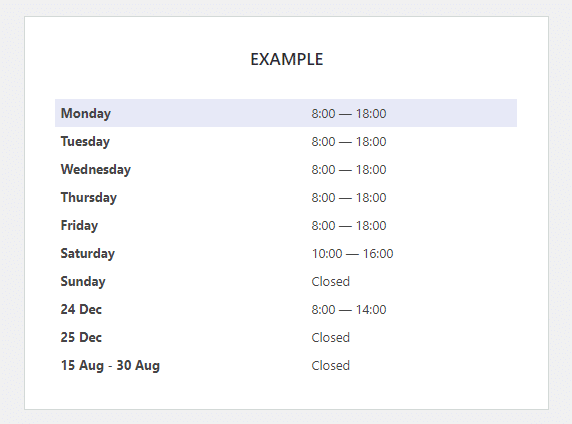 EXAMPLE
Monday 8:00 — 18:00
Tuesday 8:00 — 18:00
Wednesday 8:00 — 18:00
Thursday 8:00 — 18:00
Friday 8:00 — 18:00
Saturday 10:00 — 16:00
Sunday Closed
24 Dec 8:00 — 14:00
25 Dec Closed
15 Aug - 30 Aug Closed